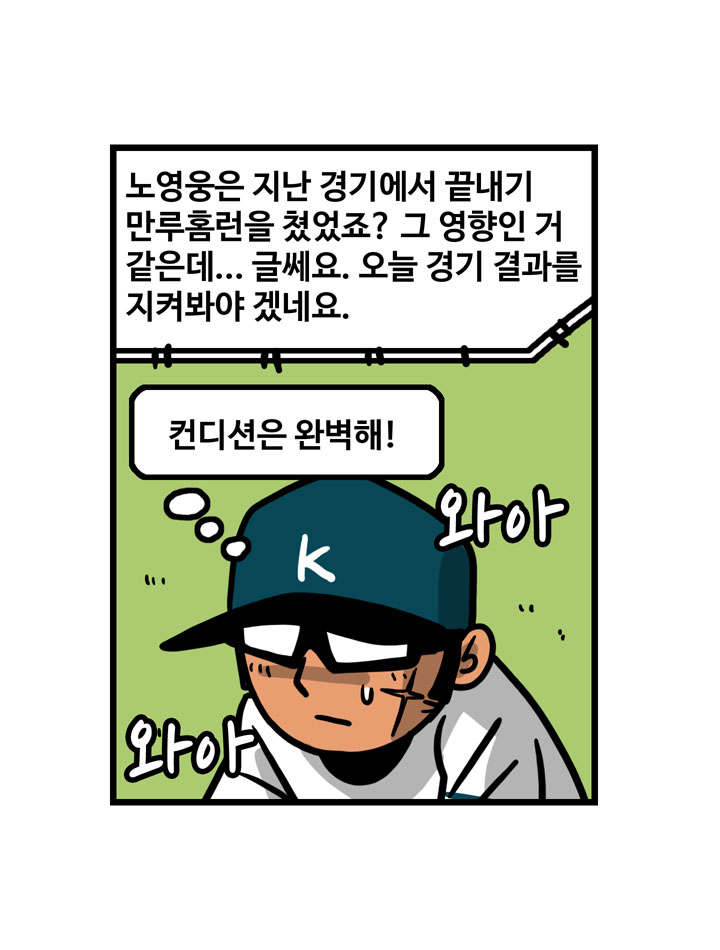 노영웅은 지난 경기에서 끝내기
만루홈런을 쳤었죠? 그 영향인 거
같은데... 글쎄요. 오늘 경기 결과를
지켜봐야 겠네요.
컨디션은 완벽해!
와아
K
와아